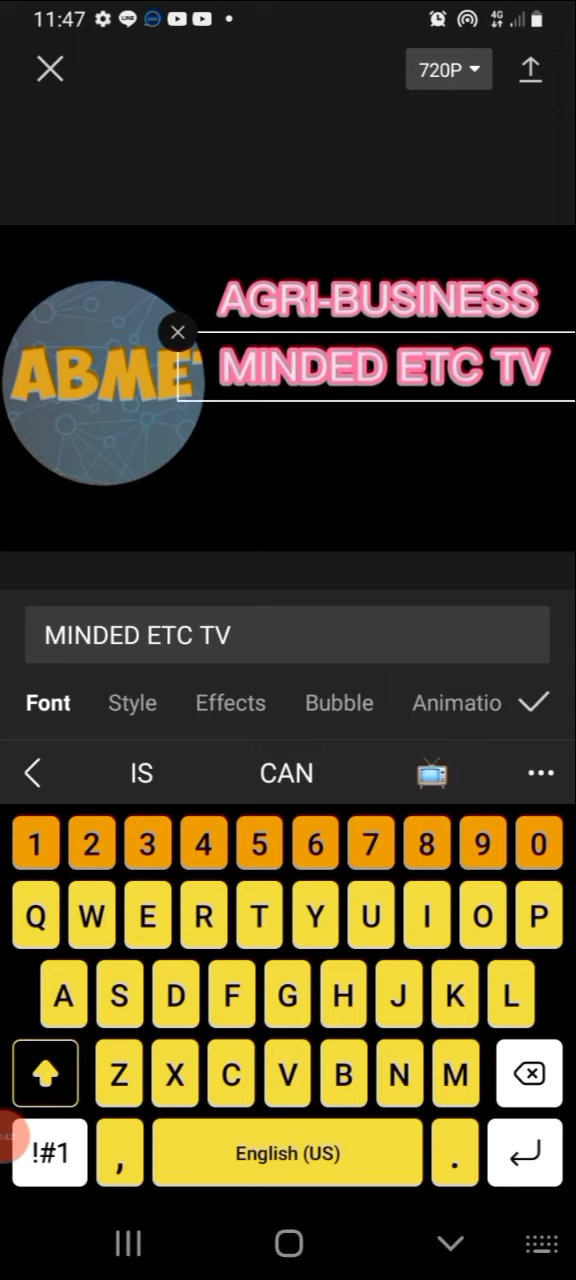 11:47
4G
720P
AGRI-BUSINESS
ABME
MINDED ETC TV
MINDED ETC TV
Font Style Effects Bubble Animatio
IS CAN
1 2 3 4 5 6 7 8 9 0
Q W E R T Y U I O P
A S D F G H J K L
Z X C V B N M
!#1 , English (US) .